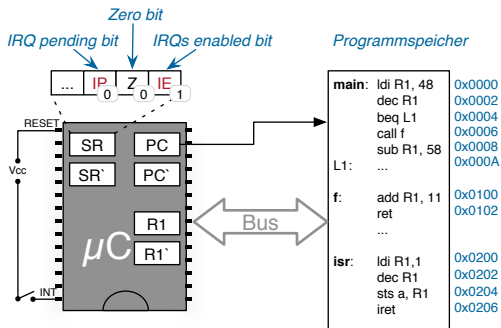 Zero bit
IRQ pending bit
IRQs enabled bit
Programmspeicher
... IP Z IE
0 0 1
RESET
Vcc
INT
SR PC
SR` PC`
R1
R1`
µC
Bus
main: ldi R1, 48 0x0000
dec R1 0x0002
beq L1 0x0004
call f 0x0006
sub R1, 58 0x0008
L1: ... 0x000A
f: add R1, 11 0x0100
ret 0x0102
...
isr: ldi R1,1 0x0200
dec R1 0x0202
sts a, R1 0x0204
iret 0x0206